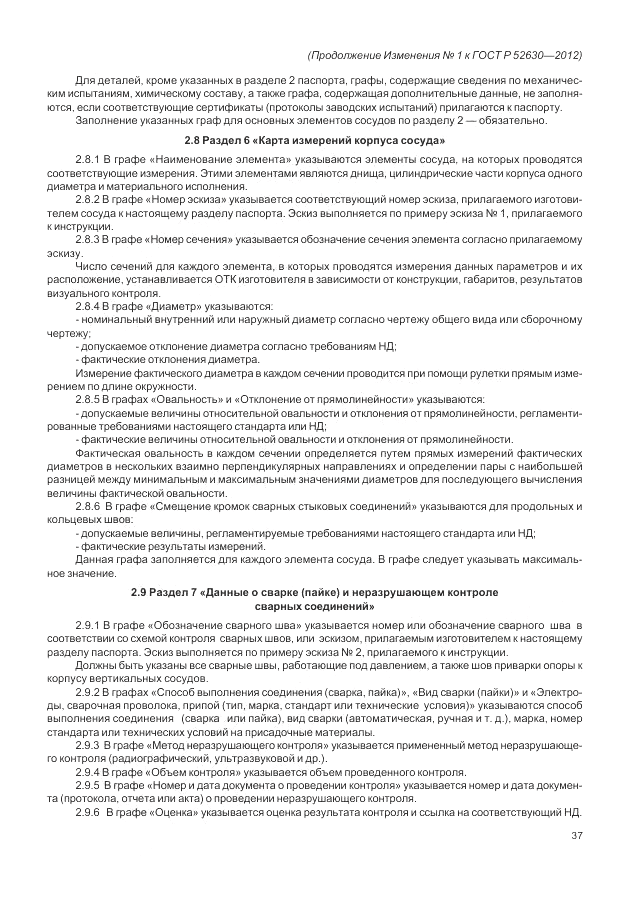 (Продолжение Изменения № 1 к ГОСТ Р 52630—2012)
Для деталей, кроме указанных в разделе 2 паспорта, графы, содержащие сведения по механичес-
ким испытаниям, химическому составу, а также графа, содержащая дополнительные данные, не заполня-
ются, если соответствующие сертификаты (протоколы заводских испытаний) прилагаются к паспорту.
Заполнение указанных граф для основных элементов сосудов по разделу 2 — обязательно.
2.8 Раздел 6 «Карта измерений корпуса сосуда»
2.8.1 В графе «Наименование элемента» указываются элементы сосуда, на которых проводятся
соответствующие измерения. Этими элементами являются днища, цилиндрические части корпуса одного
диаметра и материального исполнения.
2.8.2 В графе «Номер эскиза» указывается соответствующий номер эскиза, прилагаемого изготови-
телем сосуда к настоящему разделу паспорта. Эскиз выполняется по примеру эскиза № 1, прилагаемого
к инструкции.
2.8.3 В графе «Номер сечения» указывается обозначение сечения элемента согласно прилагаемому
эскизу.
Число сечений для каждого элемента, в которых проводятся измерения данных параметров и их
расположение, устанавливается ОТК изготовителя в зависимости от конструкции, габаритов, результатов
визуального контроля.
2.8.4 В графе «Диаметр» указываются:
- номинальный внутренний или наружный диаметр согласно чертежу общего вида или сборочному
чертежу;
- допускаемое отклонение диаметра согласно требованиям НД;
- фактические отклонения диаметра.
Измерение фактического диаметра в каждом сечении проводится при помощи рулетки прямым изме-
рением по длине окружности.
2.8.5 В графах «Овальность» и «Отклонение от прямолинейности» указываются:
- допускаемые величины относительной овальности и отклонения от прямолинейности, регламенти-
рованные требованиями настоящего стандарта или НД;
- фактические величины относительной овальности и отклонения от прямолинейности.
Фактическая овальность в каждом сечении определяется путем прямых измерений фактических
диаметров в нескольких взаимно перпендикулярных направлениях и определении пары с наибольшей
разницей между минимальным и максимальным значениями диаметров для последующего вычисления
величины фактической овальности.
2.8.6 В графе «Смещение кромок сварных стыковых соединений» указываются для продольных и
кольцевых швов:
- допускаемые величины, регламентируемые требованиями настоящего стандарта или НД;
- фактические результаты измерений.
Данная графа заполняется для каждого элемента сосуда. В графе следует указывать максималь-
ное значение.
2.9 Раздел 7 «Данные о сварке (пайке) и неразрушающем контроле
сварных соединений»
2.9.1 В графе «Обозначение сварного шва» указывается номер или обозначение сварного шва в
соответствии со схемой контроля сварных швов, или эскизом, прилагаемым изготовителем к настоящему
разделу паспорта. Эскиз выполняется по примеру эскиза № 2, прилагаемого к инструкции.
Должны быть указаны все сварные швы, работающие под давлением, а также шов приварки опоры к
корпусу вертикальных сосудов.
2.9.2 В графах «Способ выполнения соединения (сварка, пайка)», «Вид сварки (пайки)» и «Электро-
ды, сварочная проволока, припой (тип, марка, стандарт или технические условия)» указываются способ
выполнения соединения (сварка или пайка), вид сварки (автоматическая, ручная и т. д.), марка, номер
стандарта или технических условий на присадочные материалы.
2.9.3 В графе «Метод неразрушающего контроля» указывается примененный метод неразрушающе-
го контроля (радиографический, ультразвуковой и др.).
2.9.4 В графе «Объем контроля» указывается объем проведенного контроля.
2.9.5 В графе «Номер и дата документа о проведении контроля» указывается номер и дата докумен-
та (протокола, отчета или акта) о проведении неразрушающего контроля.
2.9.6 В графе «Оценка» указывается оценка результата контроля и ссылка на соответствующий НД.
37